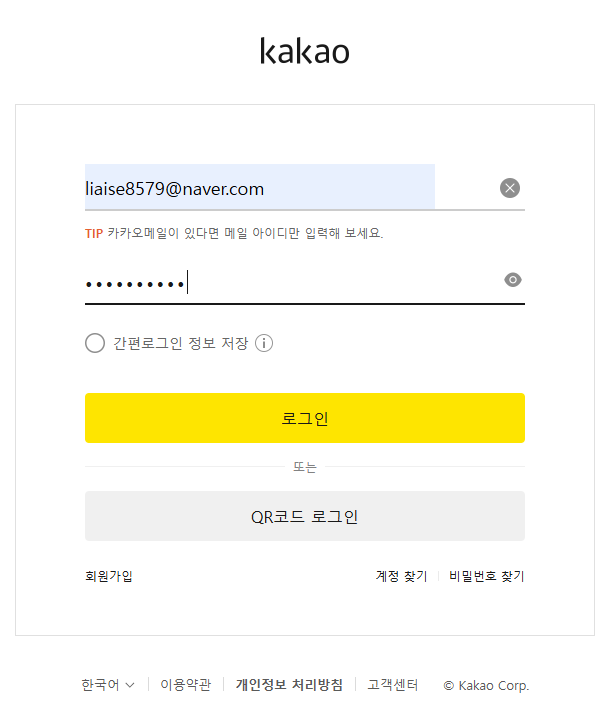 kakao
liaise8579@naver.com
TIP 카카오메일이 있다면 메일 아이디만 입력해 보세요.
••••••••••
간편로그인 정보 저장
로그인
또는
QR코드 로그인
회원가입 계정 찾기 비밀번호 찾기
한국어 이용약관 개인정보 처리방침 고객센터 © Kakao Corp.